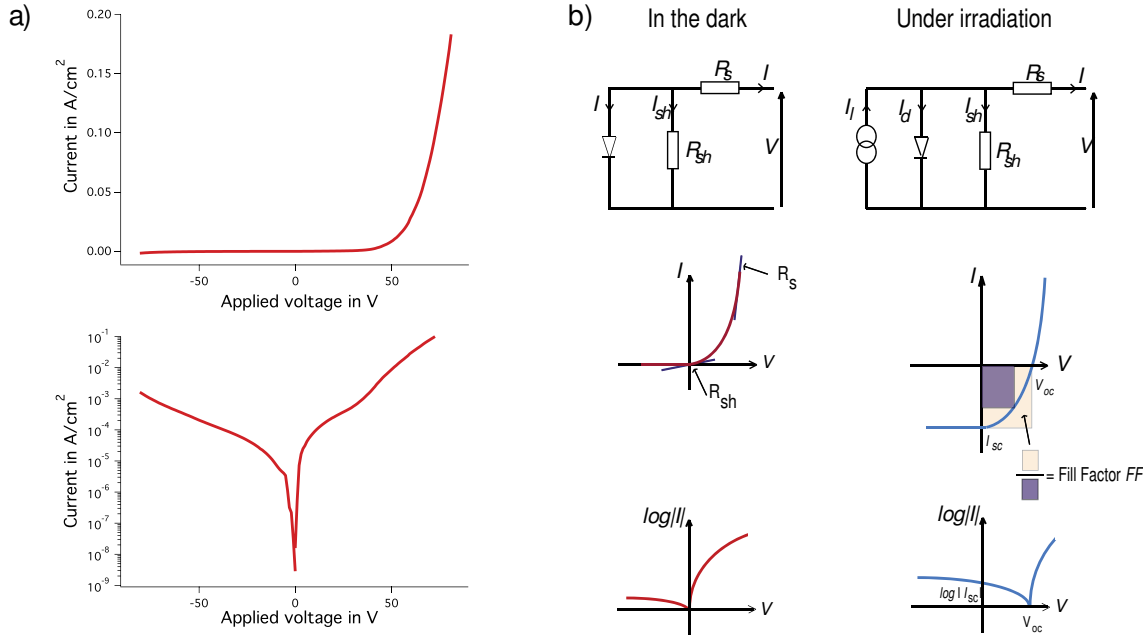 a)
0.20
0.15
0.10
0.05
0.00
Current in A/cm²
-50
0
50
Applied voltage in V
10⁻¹
10⁻²
10⁻³
10⁻⁴
10⁻⁵
10⁻⁶
10⁻⁷
10⁻⁸
10⁻⁹
Current in A/cm²
-50
0
50
Applied voltage in V
b)
In the dark
Under irradiation
Rs
I
I
Ish
Rsh
V
Rs
I
Il
Id
Ish
Rsh
V
I
Rs
V
Rsh
I
V
Voc
Isc
= Fill Factor FF
log|I|
V
log|I|
log | Isc|
V
Voc